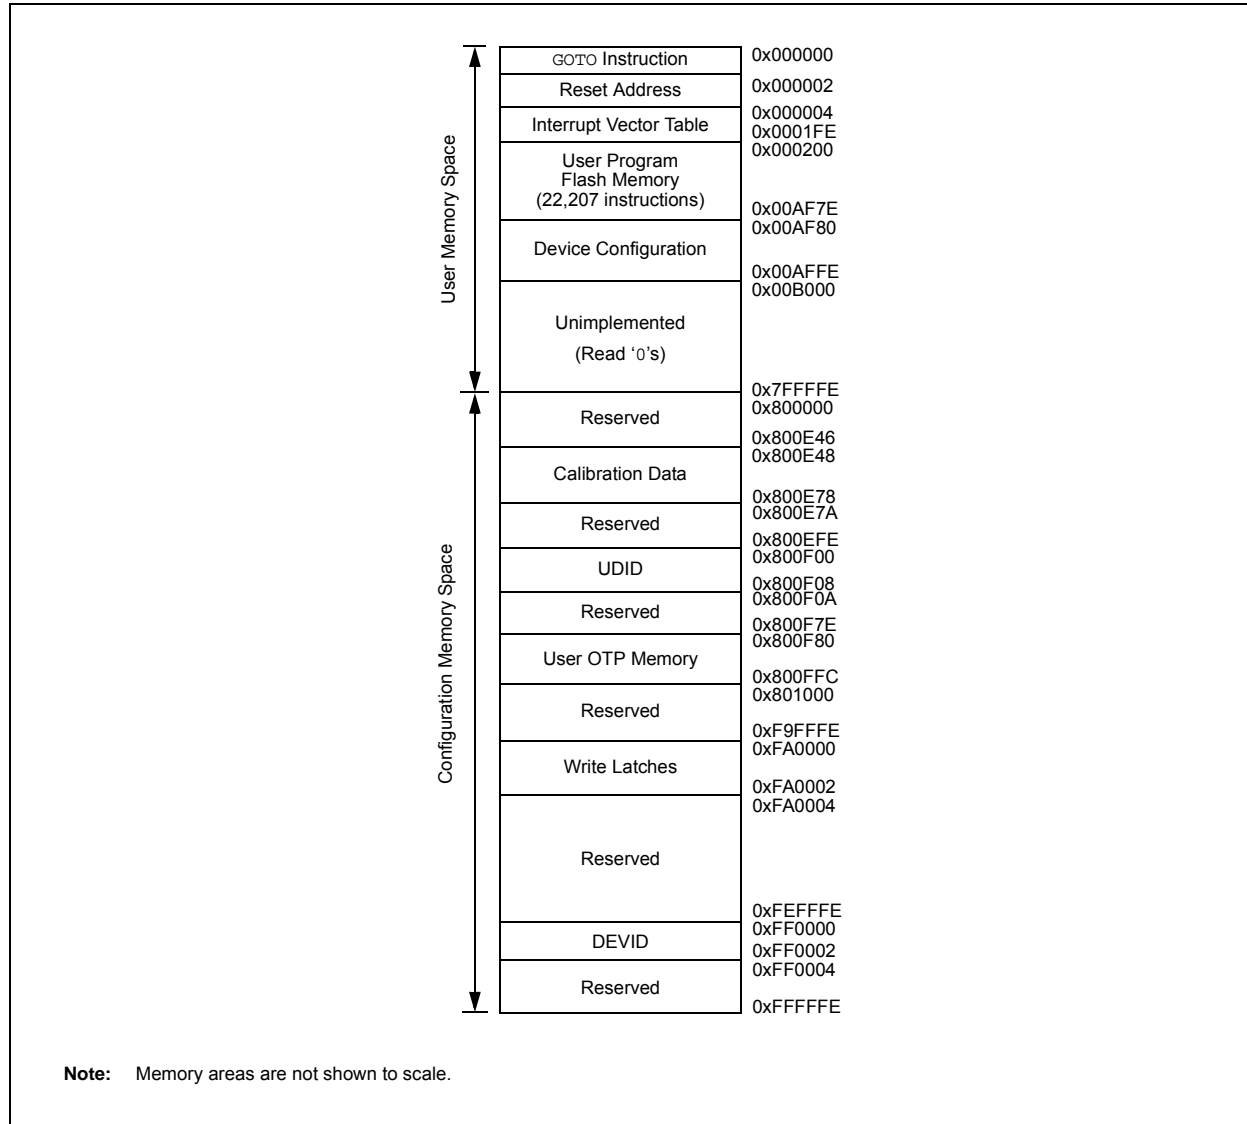 GOTO Instruction
0x000000
Reset Address
0x000002
Interrupt Vector Table
0x000004
0x0001FE
User Program
Flash Memory
(22,207 instructions)
0x000200
0x00AF7E
Device Configuration
0x00AF80
0x00AFFE
Unimplemented
(Read ‘0’s)
0x00B000
0x7FFFFE
User Memory Space
Reserved
0x800000
0x800E46
Calibration Data
0x800E48
0x800E78
Reserved
0x800E7A
0x800EFE
UDID
0x800F00
0x800F08
Reserved
0x800F0A
0x800F7E
User OTP Memory
0x800F80
0x800FFC
Reserved
0x801000
0xF9FFFE
Write Latches
0xFA0000
0xFA0002
Reserved
0xFA0004
0xFEFFFE
DEVID
0xFF0000
0xFF0002
Reserved
0xFF0004
0xFFFFFE
Configuration Memory Space
Note: Memory areas are not shown to scale.